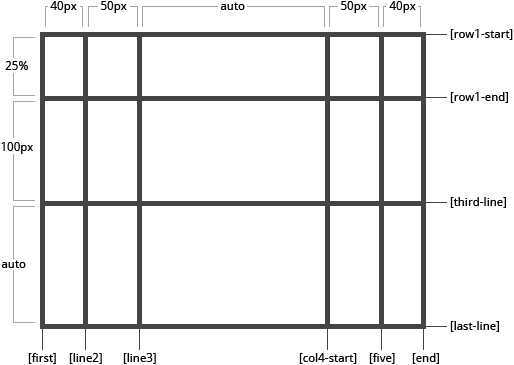 40px 50px auto 50px 40px
[row1-start]
25%
[row1-end]
100px
[third-line]
auto
[last-line]
[first] [line2] [line3] [col4-start] [five] [end]